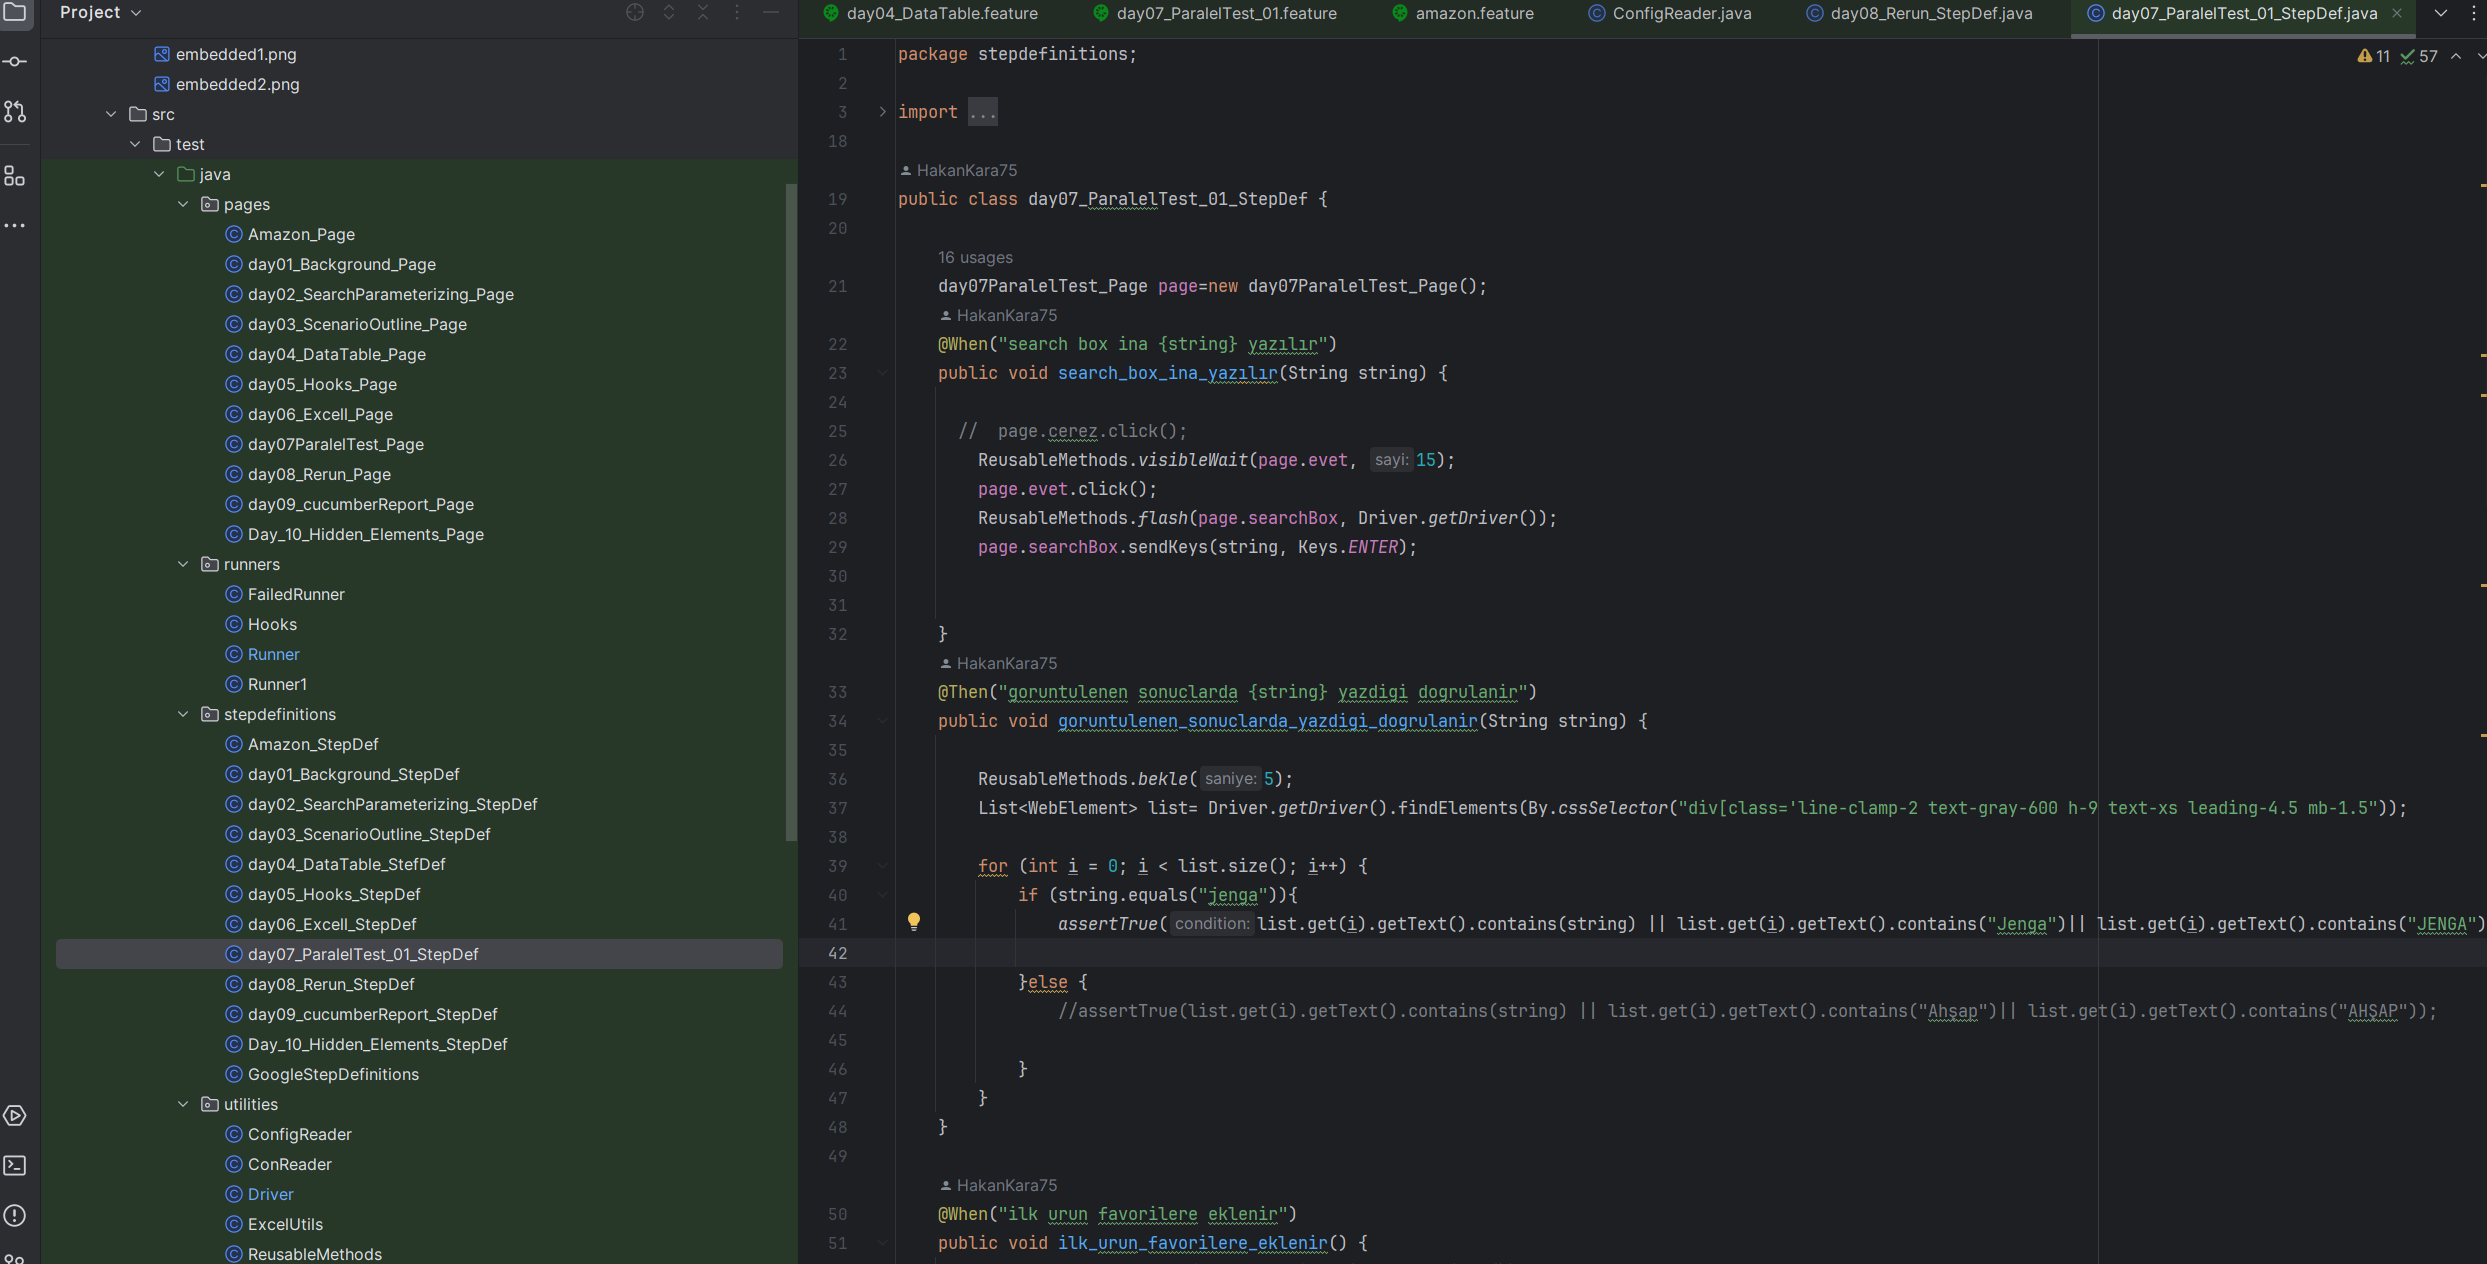 Project
embedded1.png
embedded2.png
src
test
java
pages
Amazon_Page
day01_Background_Page
day02_SearchParameterizing_Page
day03_ScenarioOutline_Page
day04_DataTable_Page
day05_Hooks_Page
day06_Excell_Page
day07ParalelTest_Page
day08_Rerun_Page
day09_cucumberReport_Page
Day_10_Hidden_Elements_Page
runners
FailedRunner
Hooks
Runner
Runner1
stepdefinitions
Amazon_StepDef
day01_Background_StepDef
day02_SearchParameterizing_StepDef
day03_ScenarioOutline_StepDef
day04_DataTable_StefDef
day05_Hooks_StepDef
day06_Excell_StepDef
day07_ParalelTest_01_StepDef
day08_Rerun_StepDef
day09_cucumberReport_StepDef
Day_10_Hidden_Elements_StepDef
GoogleStepDefinitions
utilities
ConfigReader
ConReader
Driver
ExcelUtils
ReusableMethods
day04_DataTable.feature day07_ParalelTest_01.feature amazon.feature ConfigReader.java day08_Rerun_StepDef.java day07_ParalelTest_01_StepDef.java
11 57
1 package stepdefinitions;
2
3 import ...
18
HakanKara75
19 public class day07_ParalelTest_01_StepDef {
20
16 usages
21 day07ParalelTest_Page page=new day07ParalelTest_Page();
HakanKara75
22 @When("search box ina {string} yazılır")
23 public void search_box_ina_yazılır(String string) {
24
25 // page.cerez.click();
26 ReusableMethods.visibleWait(page.evet, sayi: 15);
27 page.evet.click();
28 ReusableMethods.flash(page.searchBox, Driver.getDriver());
29 page.searchBox.sendKeys(string, Keys.ENTER);
30
31
32 }
HakanKara75
33 @Then("goruntulenen sonuclarda {string} yazdigi dogrulanir")
34 public void goruntulenen_sonuclarda_yazdigi_dogrulanir(String string) {
35
36 ReusableMethods.bekle( saniye: 5);
37 List<WebElement> list= Driver.getDriver().findElements(By.cssSelector("div[class='line-clamp-2 text-gray-600 h-9 text-xs leading-4.5 mb-1.5"));
38
39 for (int i = 0; i < list.size(); i++) {
40 if (string.equals("jenga")){
41 assertTrue( condition: list.get(i).getText().contains(string) || list.get(i).getText().contains("Jenga")|| list.get(i).getText().contains("JENGA")
42
43 }else {
44 //assertTrue(list.get(i).getText().contains(string) || list.get(i).getText().contains("Ahşap")|| list.get(i).getText().contains("AHŞAP"));
45
46 }
47 }
48 }
49
HakanKara75
50 @When("ilk urun favorilere eklenir")
51 public void ilk_urun_favorilere_eklenir() {